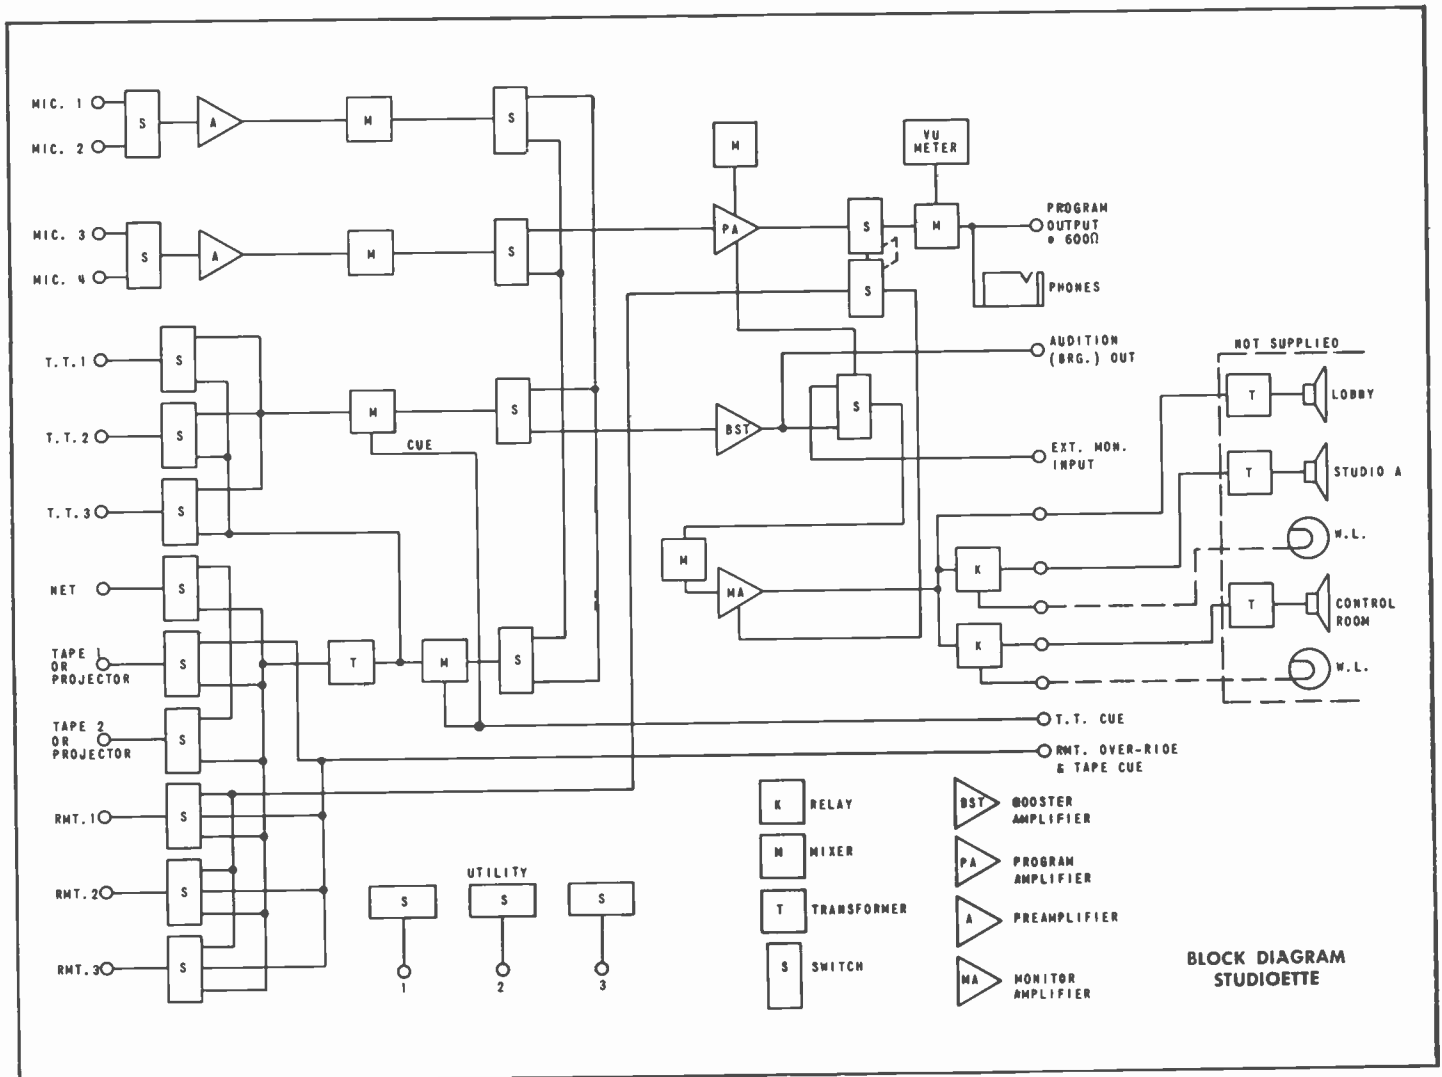 MIC. 1
S
A
M
S
MIC. 2
M
VU
METER
MIC. 3
S
A
M
S
PA
S
M
PROGRAM
OUTPUT
@ 600Ω
MIC. 4
S
PHONES
T.T.1
S
AUDITION
(BRG.) OUT
NOT SUPPLIED
T
LOBBY
M
S
S
T.T.2
S
BST
CUE
EXT. MON.
INPUT
T
STUDIO A
T.T.3
S
W.L.
M
K
NET
S
MA
T
CONTROL
ROOM
TAPE 1
OR
PROJECTOR
S
T
M
S
K
W.L.
TAPE 2
OR
PROJECTOR
S
T.T. CUE
RMT. OVER-RIDE
& TAPE CUE
RMT.1
S
K
RELAY
BST
BOOSTER
AMPLIFIER
M
MIXER
PA
PROGRAM
AMPLIFIER
RMT.2
S
UTILITY
S
S
S
T
TRANSFORMER
A
PREAMPLIFIER
RMT.3
S
1
2
3
S
SWITCH
MA
MONITOR
AMPLIFIER
BLOCK DIAGRAM
STUDIOETTE